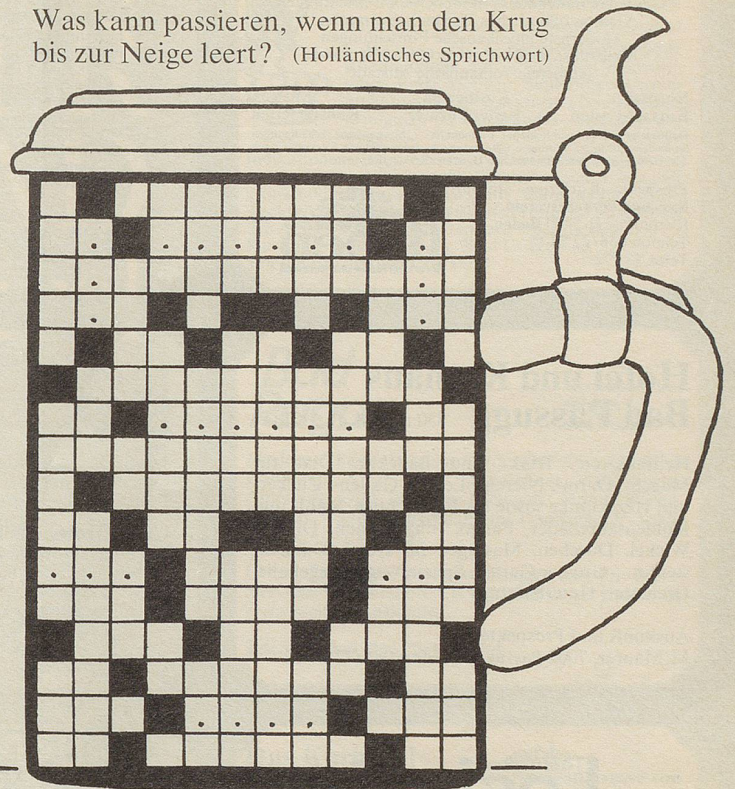 Was kann passieren, wenn man den Krug
bis zur Neige leert? (Holländisches Sprichwort)